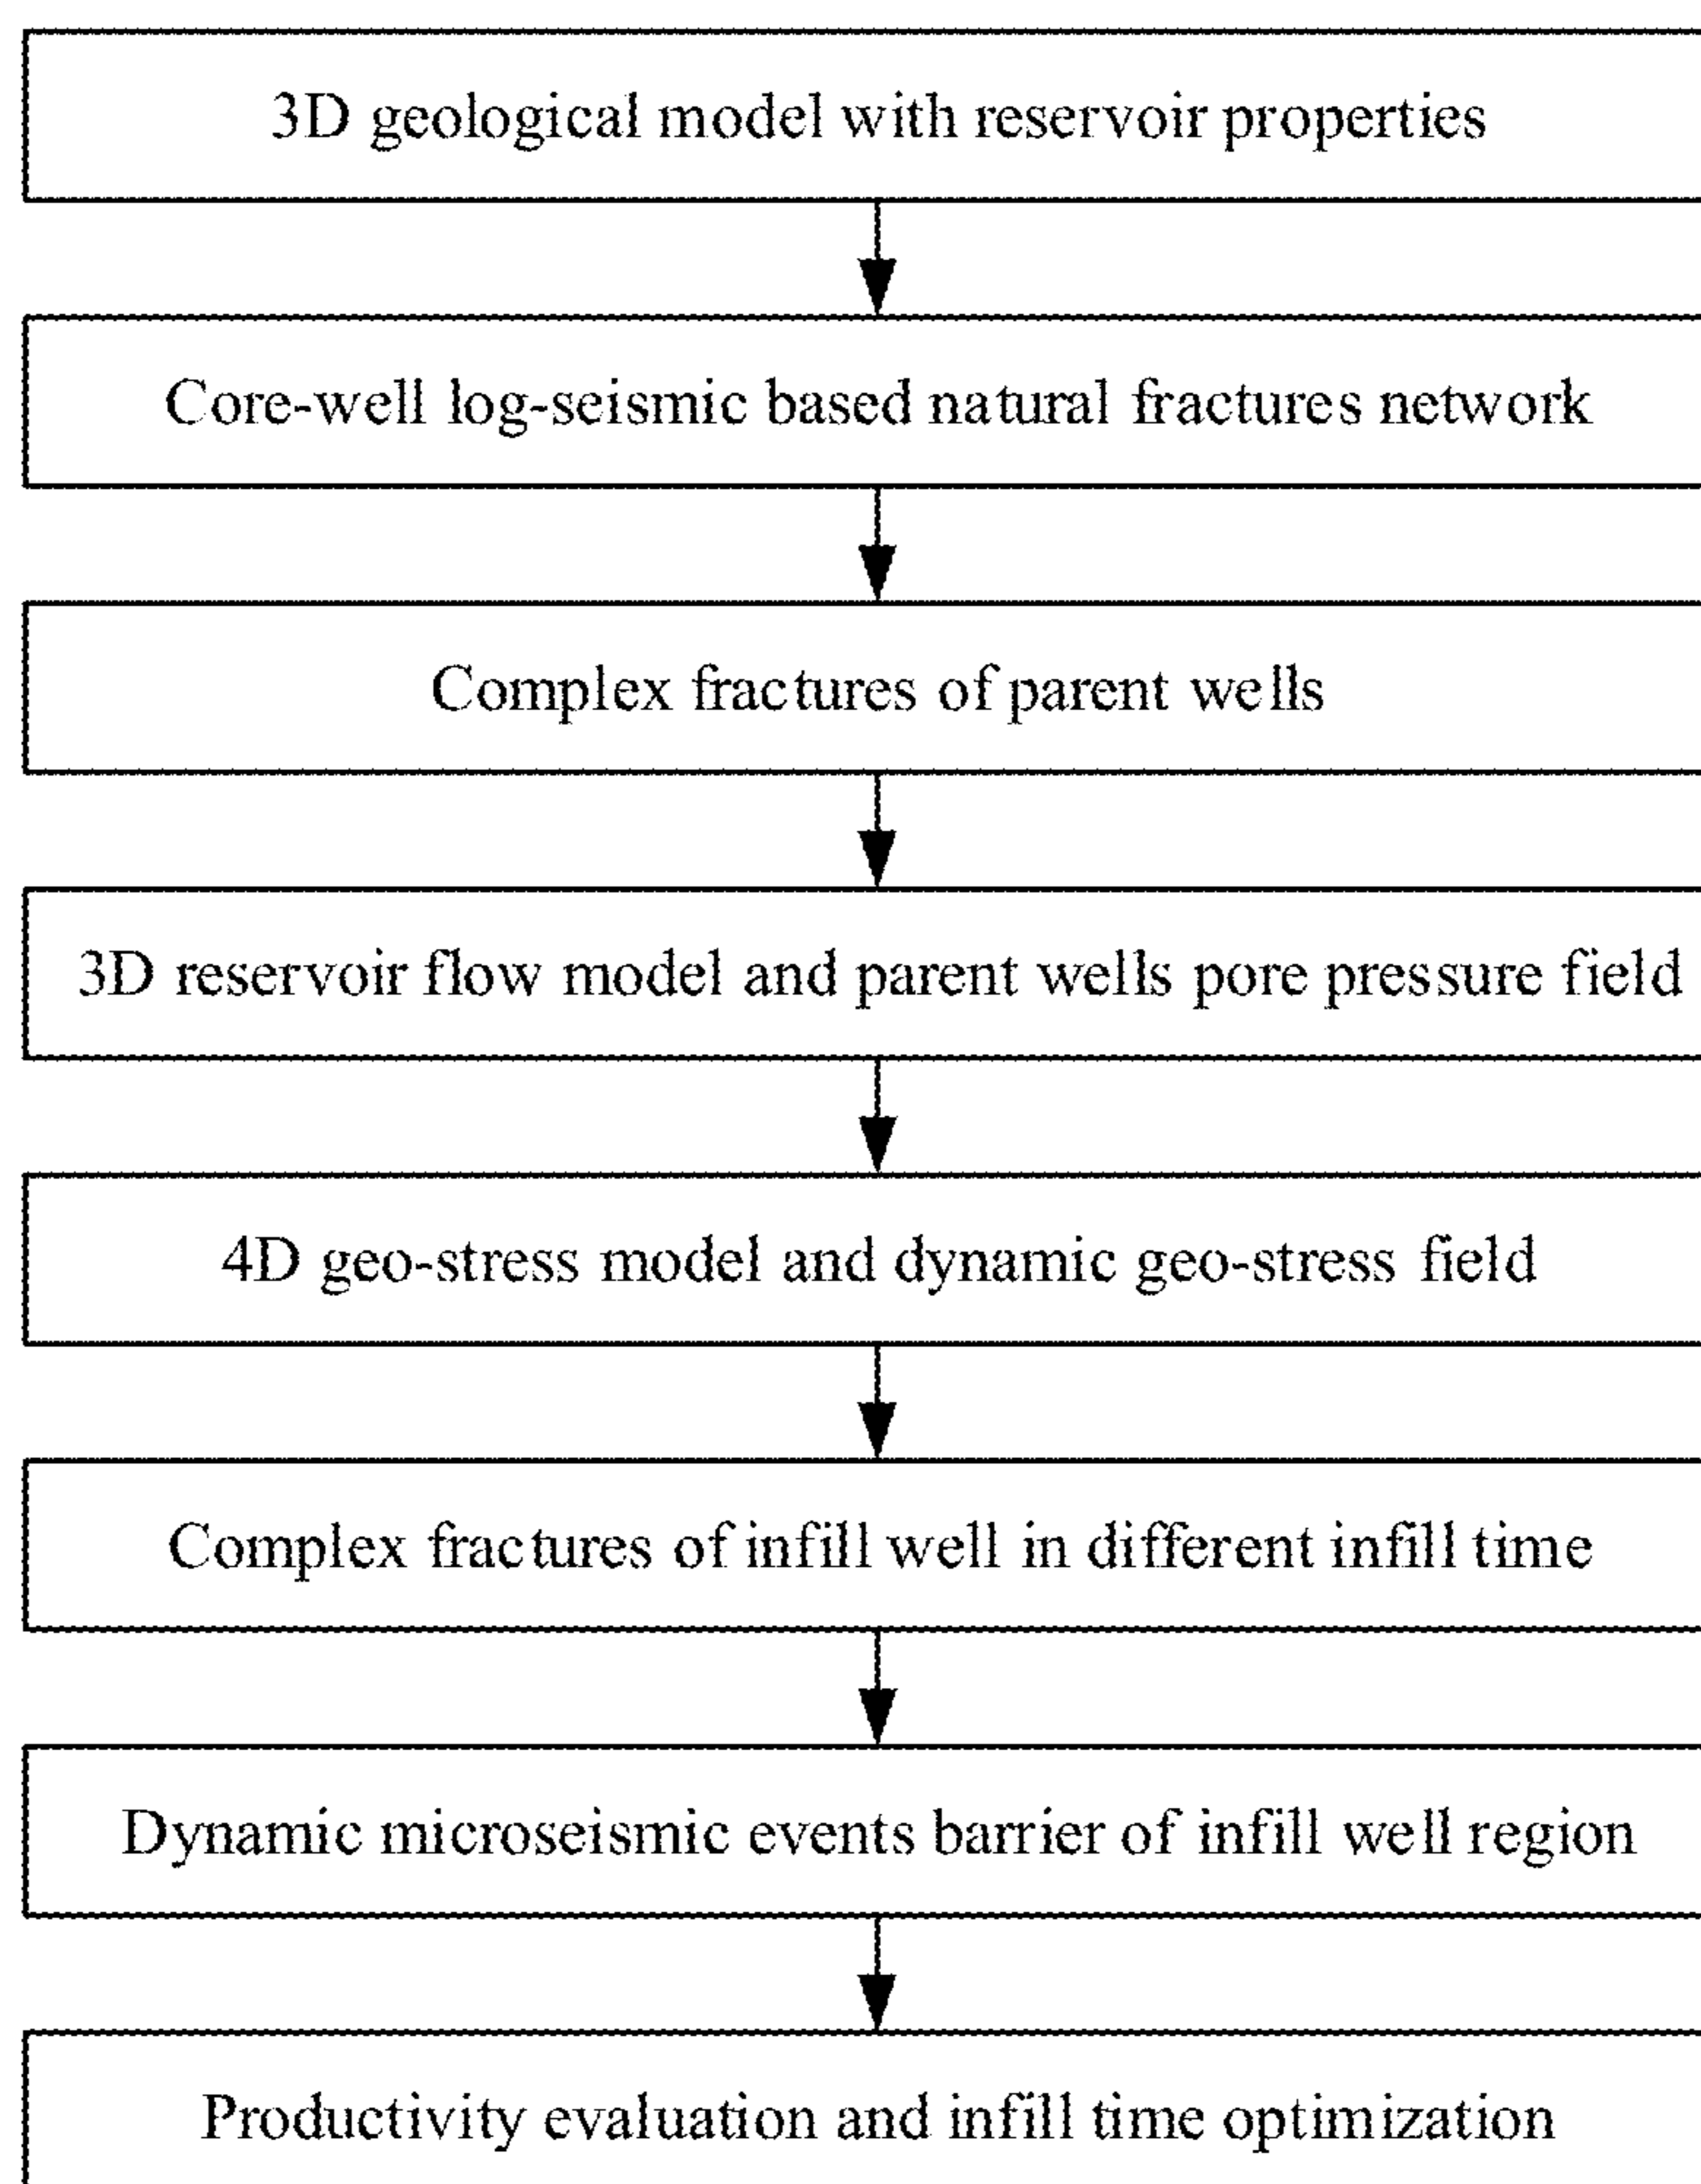 3D geological model with reservoir properties
Core-well log-seismic based natural fractures network
Complex fractures of parent wells
3D reservoir flow model and parent wells pore pressure field
4D geo-stress model and dynamic geo-stress field
Complex fractures of infill well in different infill time
Dynamic microseismic events barrier of infill well region
Productivity evaluation and infill time optimization